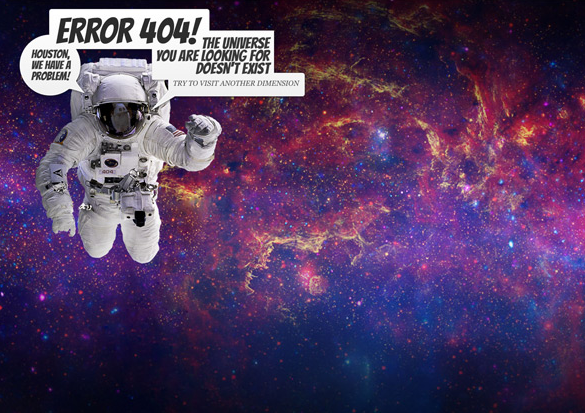 ERROR 404!
HOUSTON,
WE HAVE A
PROBLEM!
THE UNIVERSE
YOU ARE LOOKING FOR
DOESN'T EXIST
TRY TO VISIT ANOTHER DIMENSION
404